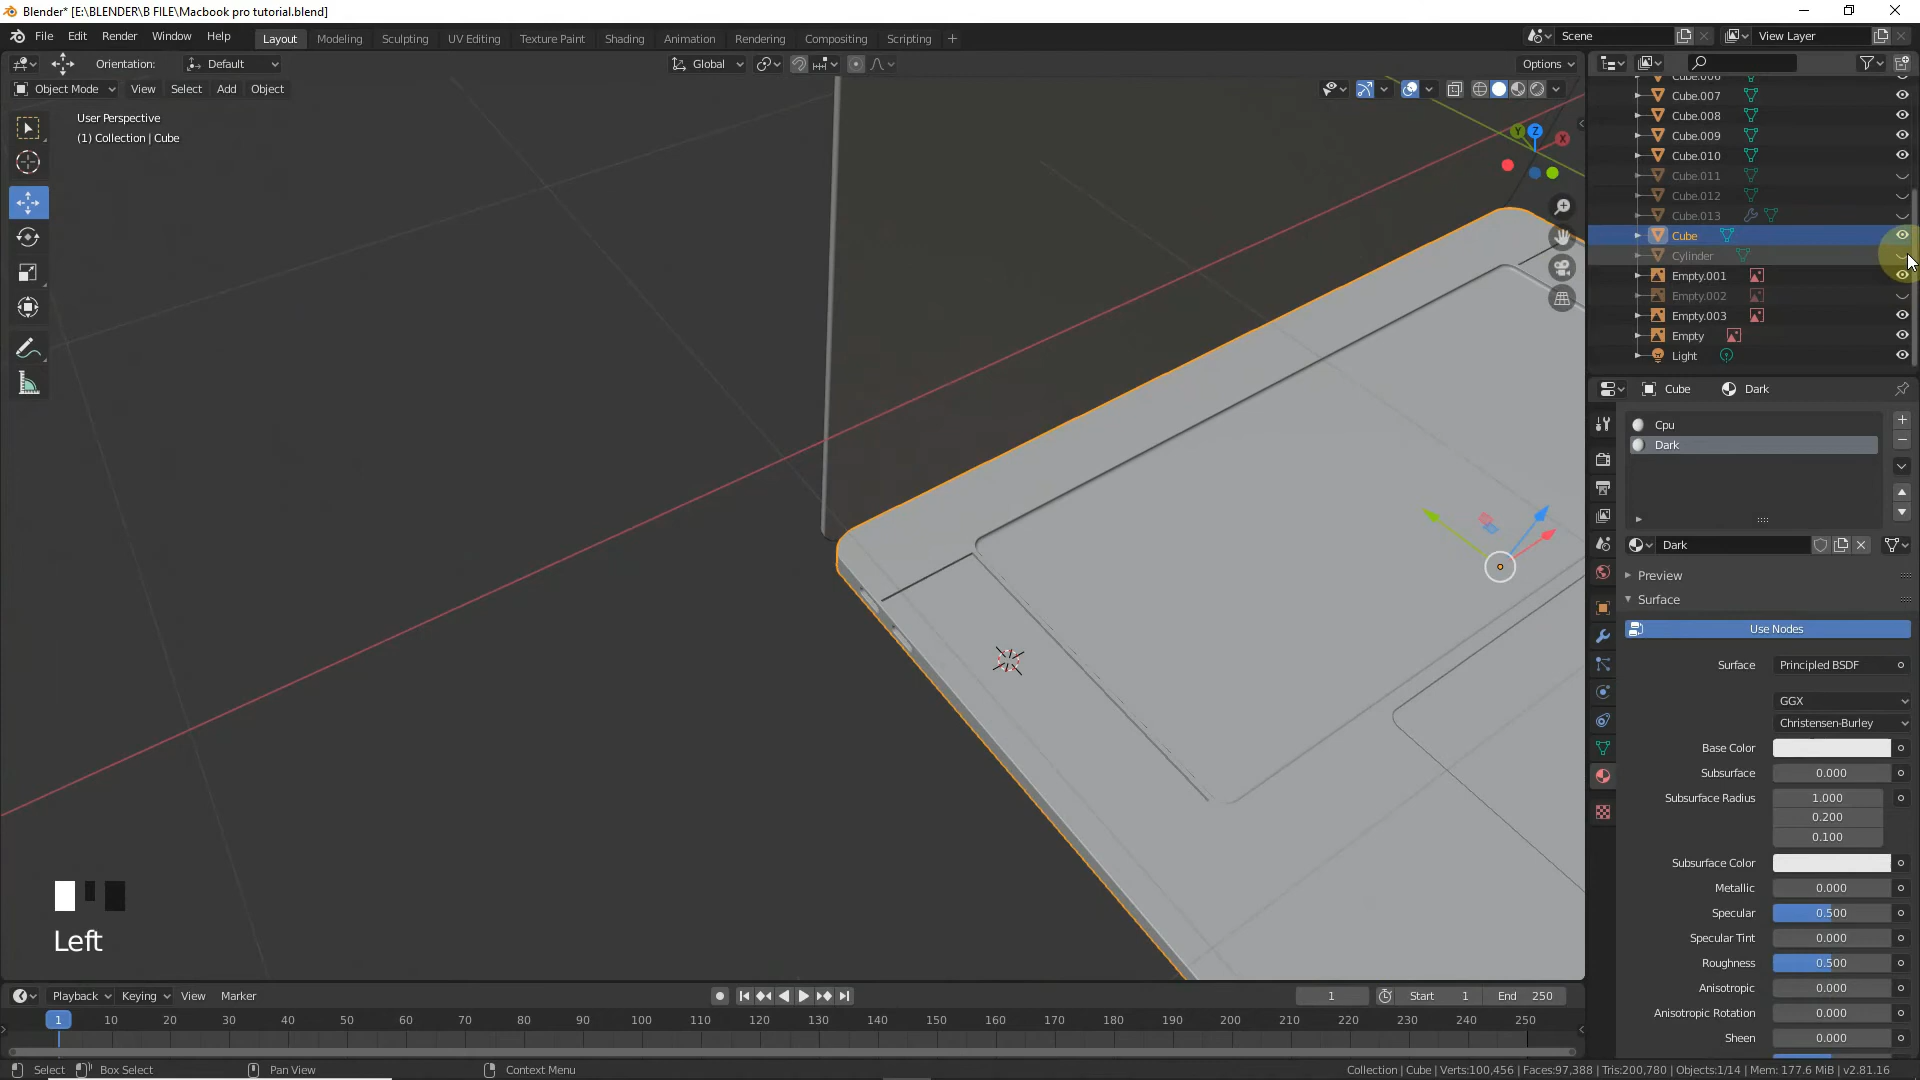 Blender* [E:\BLENDER\B FILE\Macbook pro tutorial.blend]
File Edit Render Window Help Layout Modeling Sculpting UV Editing Texture Paint Shading Animation Rendering Compositing Scripting + Scene View Layer
Orientation: Default Global Options
Object Mode View Select Add Object
User Perspective
(1) Collection | Cube
Y Z X
Cube.006
Cube.007
Cube.008
Cube.009
Cube.010
Cube.011
Cube.012
Cube.013
Cube
Cylinder
Empty.001
Empty.002
Empty.003
Empty
Light
Cube Dark
Cpu
Dark
Dark
Preview
Surface
Use Nodes
Surface Principled BSDF
GGX
Christensen-Burley
Base Color
Subsurface 0.000
Subsurface Radius 1.000
0.200
0.100
Subsurface Color
Metallic 0.000
Specular 0.500
Specular Tint 0.000
Roughness 0.500
Anisotropic 0.000
Anisotropic Rotation 0.000
Sheen 0.000
Left
Playback Keying View Marker 1 Start 1 End 250
1 10 20 30 40 50 60 70 80 90 100 110 120 130 140 150 160 170 180 190 200 210 220 230 240 250
Select Box Select Pan View Context Menu Collection | Cube | Verts:100,456 | Faces:97,388 | Tris:200,780 | Objects:1/14 | Mem: 177.6 MiB | v2.81.16